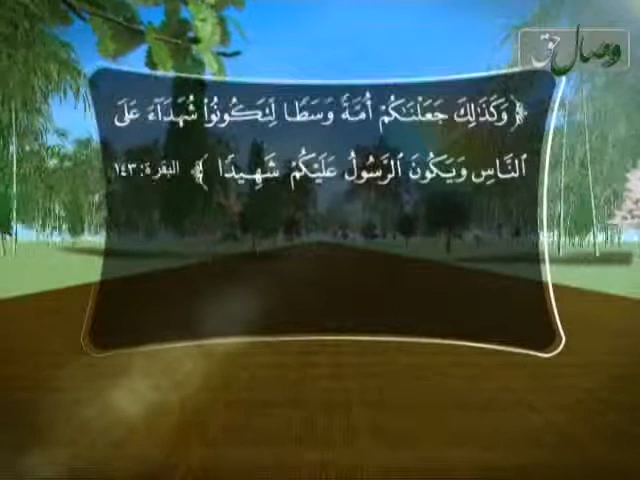 وصال حق
﴿ وَكَذَٰلِكَ جَعَلْنَـٰكُمْ أُمَّةً وَسَطًا لِّتَكُونُوا۟ شُهَدَآءَ عَلَى
ٱلنَّاسِ وَيَكُونَ ٱلرَّسُولُ عَلَيْكُمْ شَهِيدًا ﴾ البقرة: ١٤٣